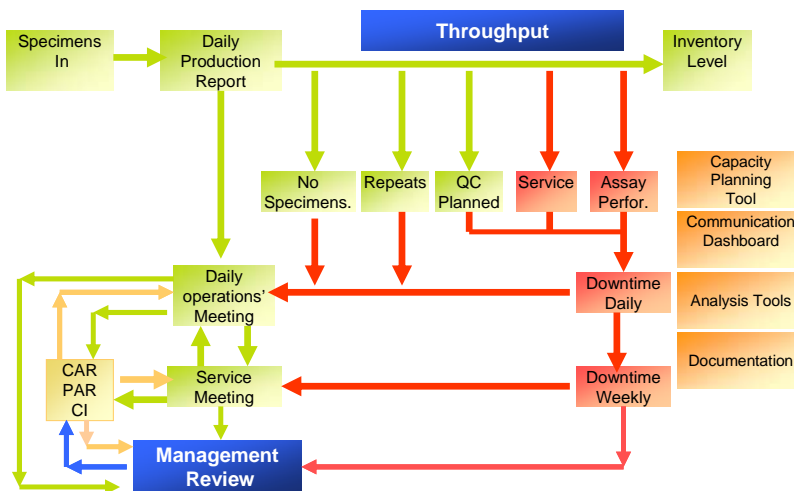 Specimens
In
Daily
Production
Report
Throughput
Inventory
Level
No
Specimens.
Repeats
QC
Planned
Service
Assay
Perfor.
Capacity
Planning
Tool
Communication
Dashboard
Daily
operations'
Meeting
Downtime
Daily
Analysis Tools
CAR
PAR
CI
Service
Meeting
Downtime
Weekly
Documentation
Management
Review